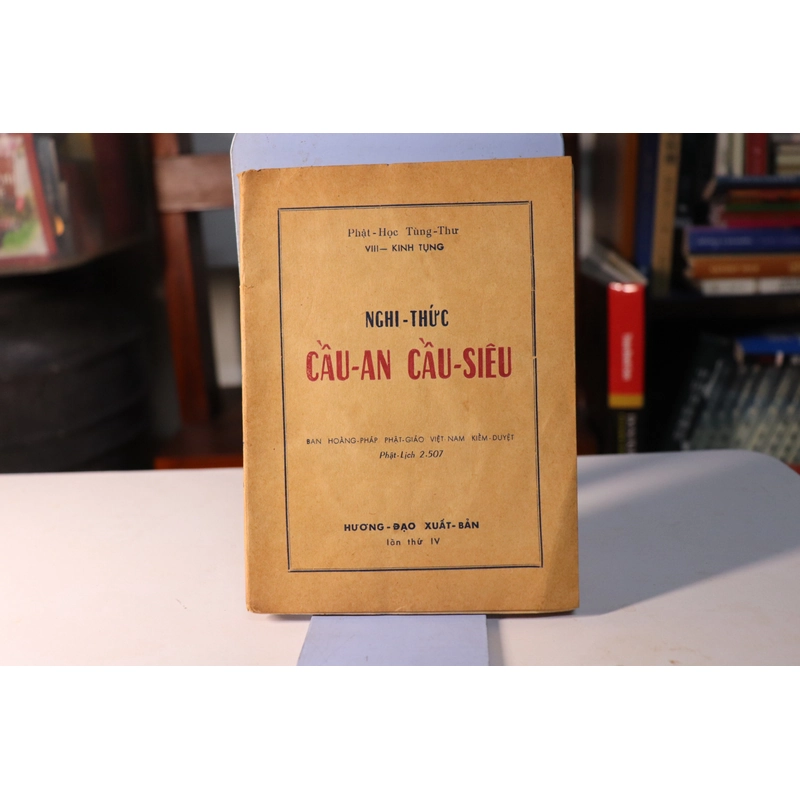 Phật-Học Tùng-Thư
VIII — KINH TỤNG
NGHI-THỨC
CẦU-AN CẦU-SIÊU
BAN HOẰNG-PHÁP PHẬT-GIÁO VIỆT NAM KIỂM-DUYỆT
Phật-Lịch 2-507
HƯƠNG-ĐẠO XUẤT-BẢN
lần thứ IV